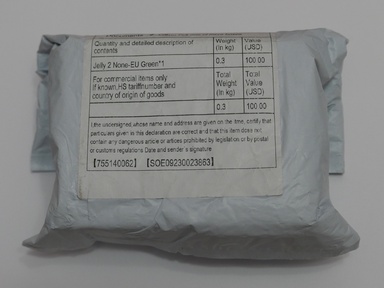 Quantity and detailed description of contents
Weight (in kg)
Value (USD)
Jelly 2 None-EU Green*1
0.3
100.00
For commercial items only
if known,HS tariffnumber and
country of origin of goods
Total Weight (in kg)
Total Value (USD)
0.3
100.00
I,the undersigned,whose name and address are given on the item, certify that
particulars given in this declaration are correct and that this item does not
contain any dangerous article or articles prohibited by legislation or by postal
or customs regulations Date and sender's signature
【755140062】 【SOE09230023863】